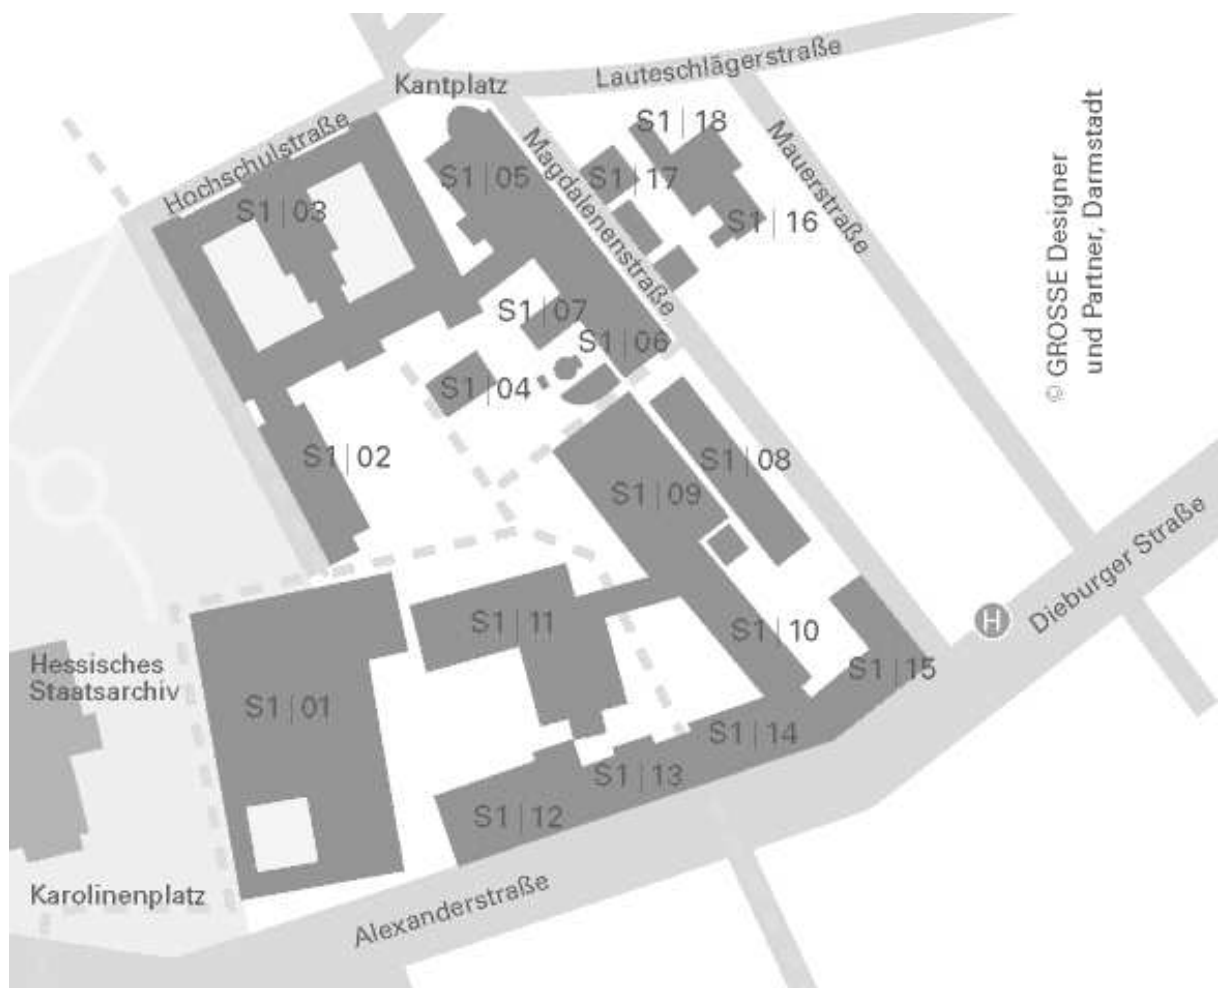 Kantplatz
Lauteschlägerstraße
Hochschulstraße
Magdalenenstraße
Mauerstraße
S1|18
S1|05
S1|17
S1|03
S1|16
S1|07
S1|06
S1|04
S1|02
S1|08
S1|09
© GROSSE Designer
und Partner, Darmstadt
Dieburger Straße
H
S1|11
S1|10
Hessisches
Staatsarchiv
S1|15
S1|01
S1|14
S1|13
S1|12
Karolinenplatz
Alexanderstraße